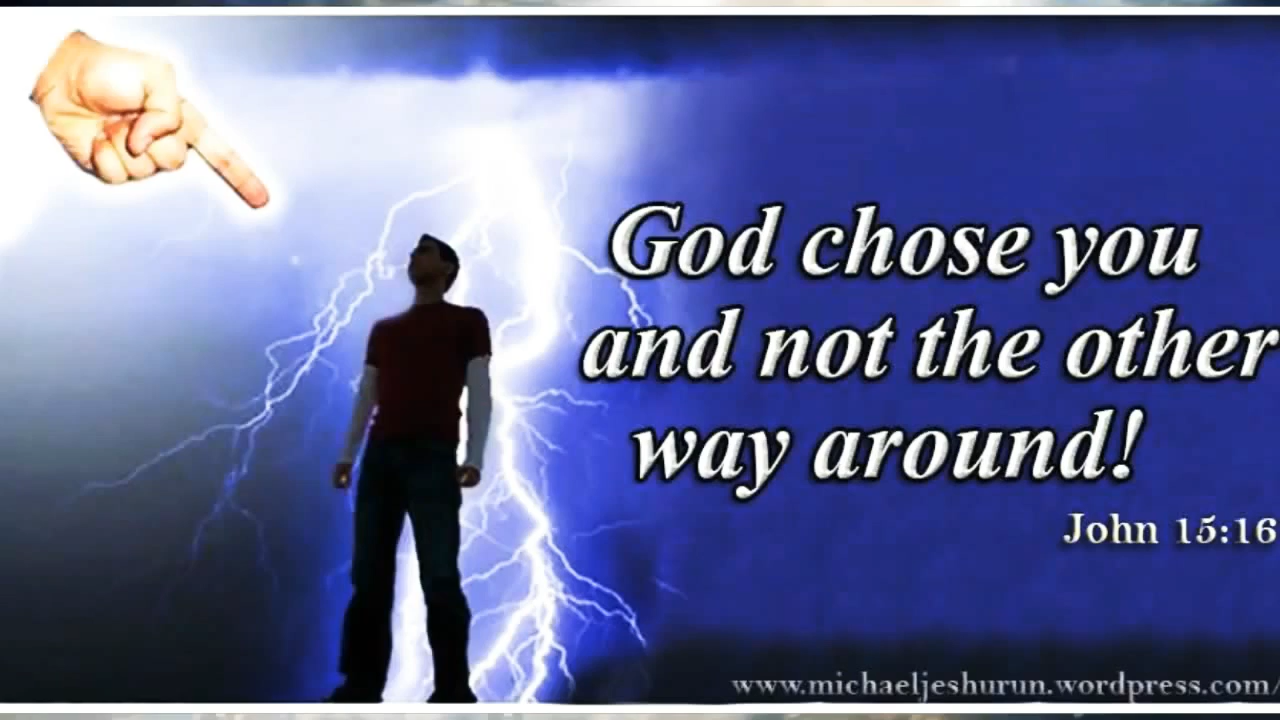 God chose you
and not the other
way around!
John 15:16
www.michaeljeshurun.wordpress.com/